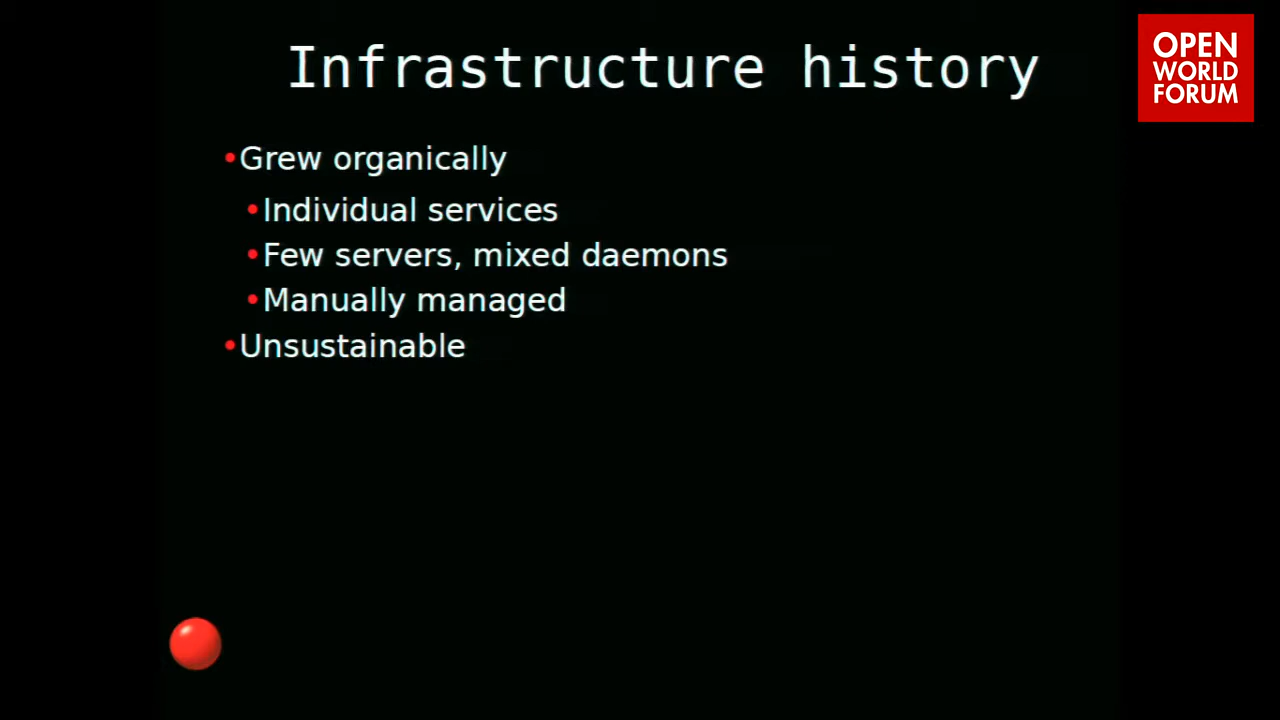 Infrastructure history
OPEN
WORLD
FORUM
•Grew organically
•Individual services
•Few servers, mixed daemons
•Manually managed
•Unsustainable